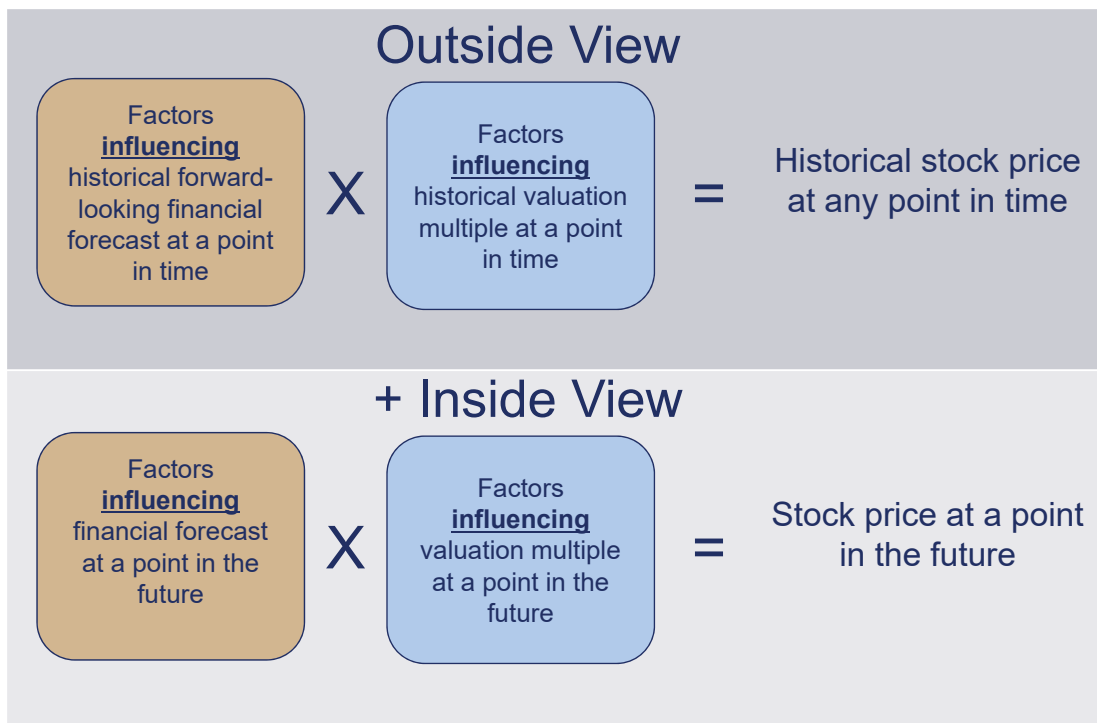 Outside View
Factors
influencing
historical forward-
looking financial
forecast at a point
in time
X
Factors
influencing
historical valuation
multiple at a point
in time
=
Historical stock price
at any point in time
+ Inside View
Factors
influencing
financial forecast
at a point in the
future
X
Factors
influencing
valuation multiple
at a point in the
future
=
Stock price at a point
in the future